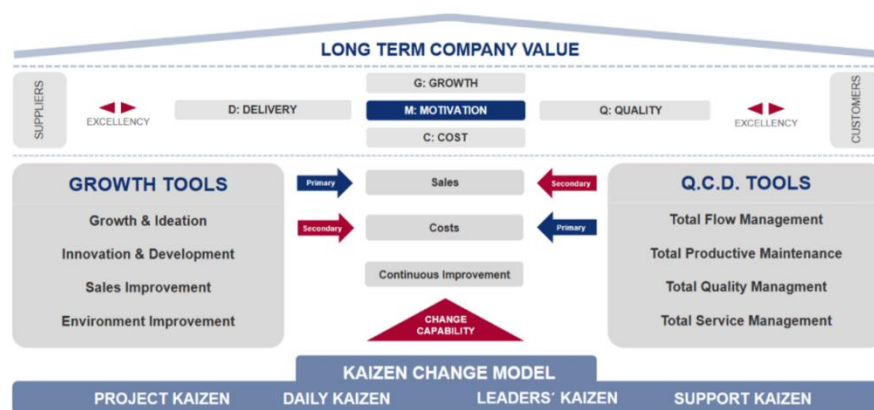 LONG TERM COMPANY VALUE
SUPPLIERS
EXCELLENCY
D: DELIVERY
G: GROWTH
M: MOTIVATION
C: COST
Q: QUALITY
EXCELLENCY
CUSTOMERS
GROWTH TOOLS
Growth & Ideation
Innovation & Development
Sales Improvement
Environment Improvement
Primary
Sales
Secondary
Secondary
Costs
Primary
Continuous Improvement
CHANGE
CAPABILITY
Q.C.D. TOOLS
Total Flow Management
Total Productive Maintenance
Total Quality Managment
Total Service Management
KAIZEN CHANGE MODEL
PROJECT KAIZEN
DAILY KAIZEN
LEADERS´ KAIZEN
SUPPORT KAIZEN